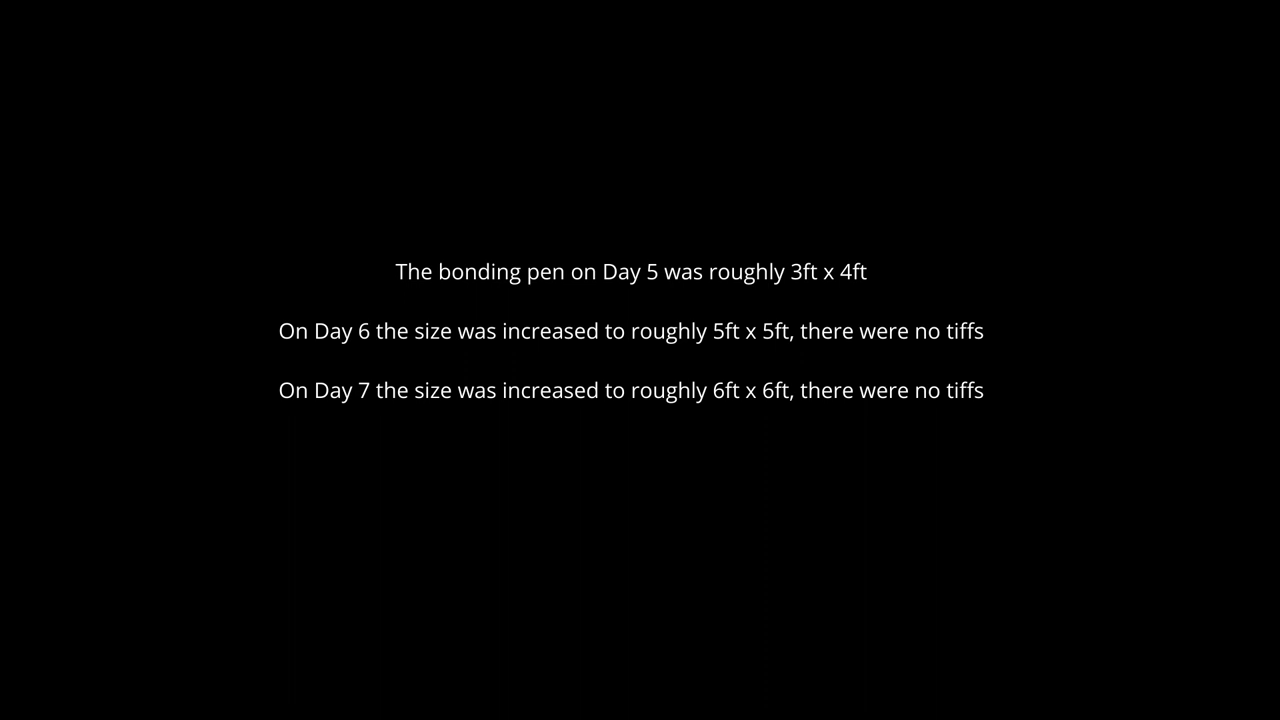 The bonding pen on Day 5 was roughly 3ft x 4ft
On Day 6 the size was increased to roughly 5ft x 5ft, there were no tiffs
On Day 7 the size was increased to roughly 6ft x 6ft, there were no tiffs